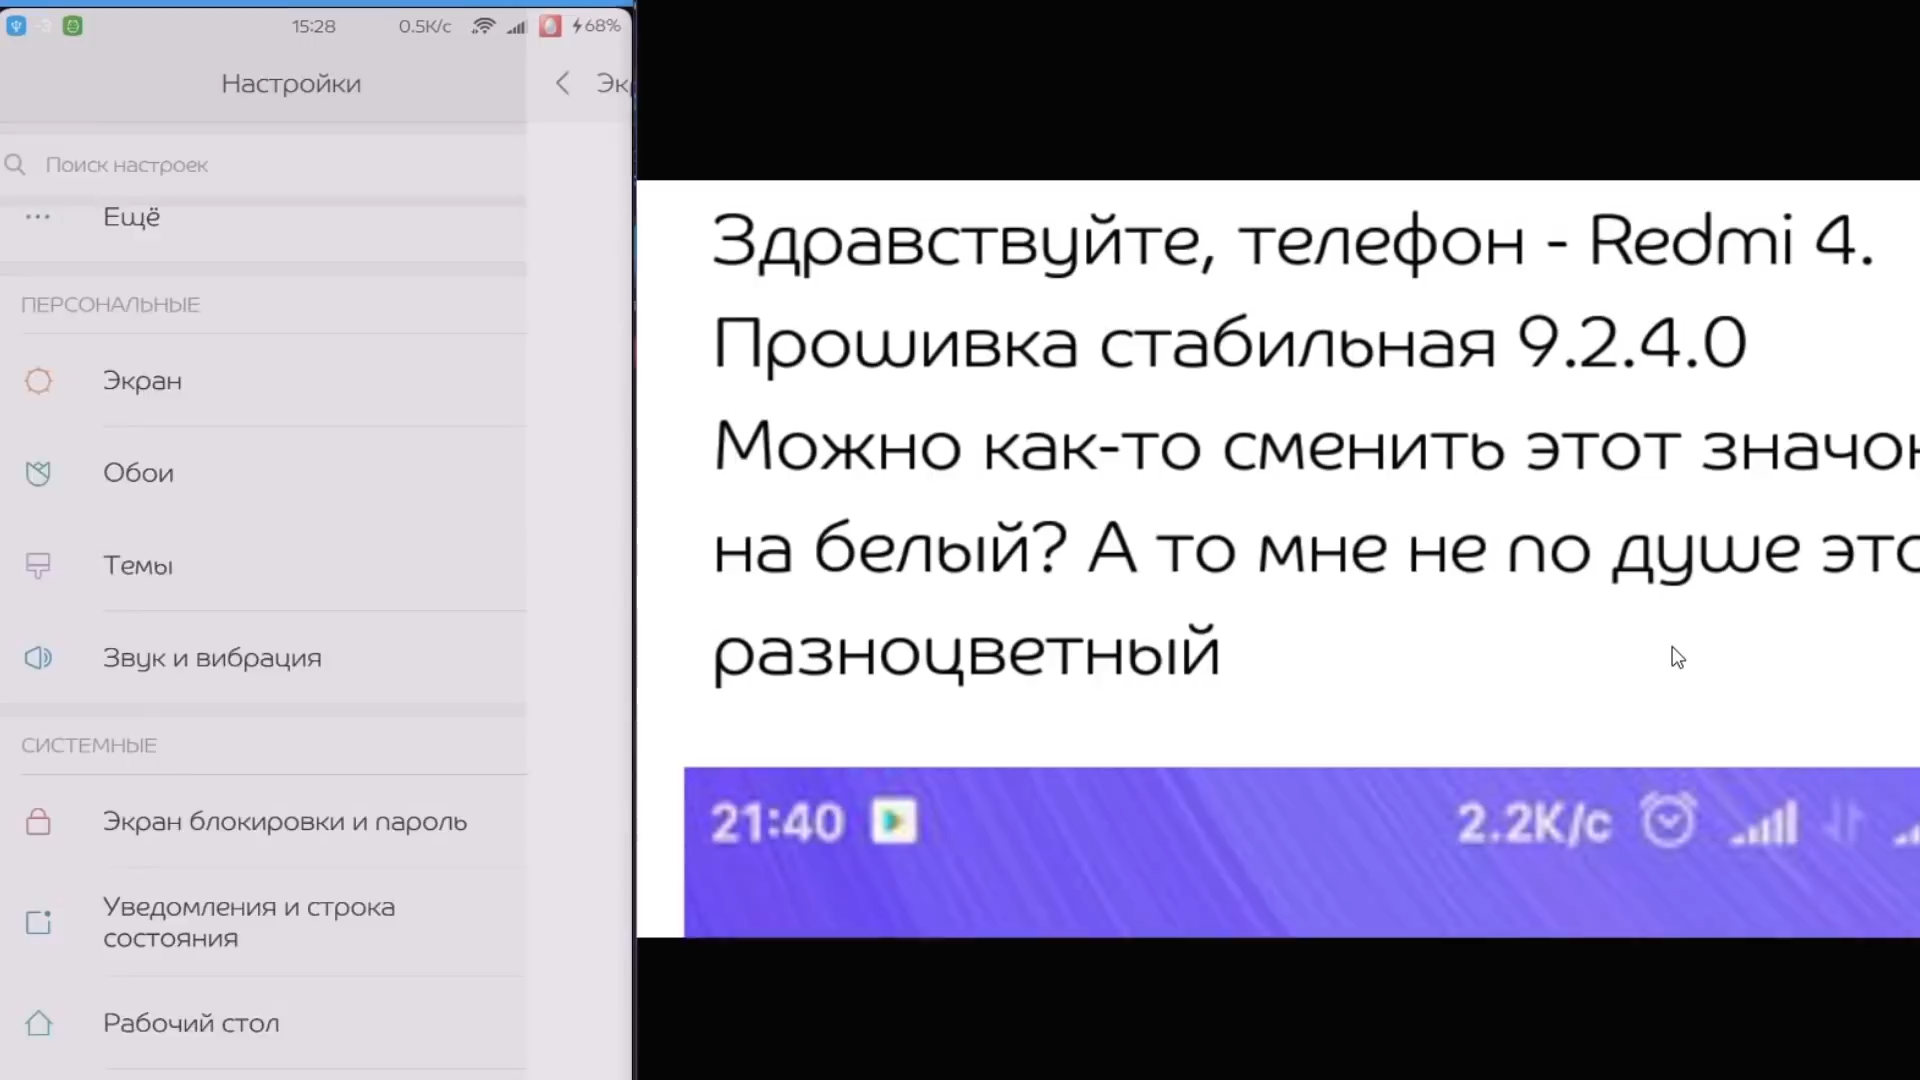 15:28
0.5K/c
68%
Настройки
Поиск настроек
Ещё
ПЕРСОНАЛЬНЫЕ
Экран
Обои
Темы
Звук и вибрация
СИСТЕМНЫЕ
Экран блокировки и пароль
Уведомления и строка
состояния
Рабочий стол
Эк
Здравствуйте, телефон - Redmi 4.
Прошивка стабильная 9.2.4.0
Можно как-то сменить этот значо
на белый? А то мне не по душе это
разноцветный
21:40
2.2K/c